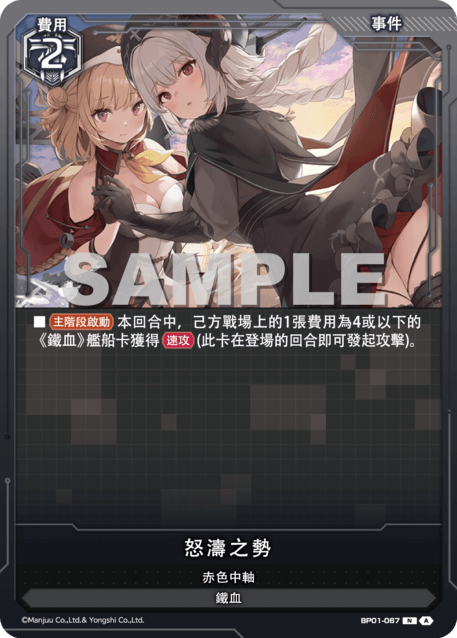 費用
事件
2
SAMPLE
■ 主階段啟動 本回合中，己方戰場上的1張費用為4或以下的
《鐵血》艦船卡獲得 速攻 (此卡在登場的回合即可發起攻擊)。
怒濤之勢
赤色中軸
鐵血
©Manjuu Co.,Ltd.& Yongshi Co.,Ltd.
BP01-067 N A